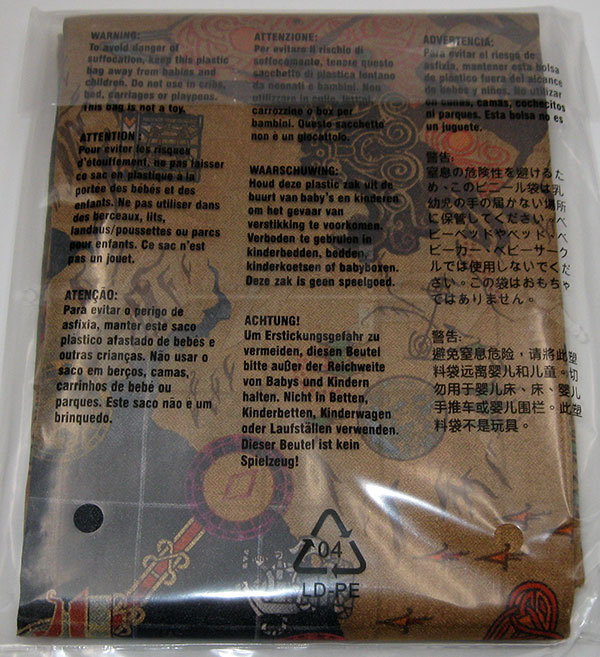 WARNING:
To avoid danger of
suffocation, keep this plastic
bag away from babies and
children. Do not use in cribs,
bed, carriages or playpens.
This bag is not a toy.
ATTENTION :
Pour eviter les risques
d'étouffement, ne pas laisser
ce sac en plastique à la
portée des bébés et des
enfants. Ne pas utiliser dans
des berceaux, lits,
landaus/poussettes ou parcs
pour enfants. Ce sac n'est
pas un jouet.
ATENÇÃO:
Para evitar o perigo de
asfixia, manter este saco
plástico afastado de bebés e
outras crianças. Não usar o
saco em berços, camas,
carrinhos de bebé ou
parques. Este saco não é um
brinquedo.
ATTENZIONE:
Per evitare il rischio di
soffocamento, tenere questo
sacchetto di plastica lontano
da neonati e bambini. Non
utilizzare in culle, lettini,
carrozzine o box per
bambini. Questo sacchetto
non è un giocattolo.
WAARSCHUWING:
Houd deze plastic zak uit de
buurt van baby's en kinderen
om het gevaar van
verstikking te voorkomen.
Verboden te gebruien in
kinderbedden, bedden,
kinderkoetsen of babyboxen.
Deze zak is geen speelgoed.
ACHTUNG!
Um Erstickungsgefahr zu
vermeiden, diesen Beutel
bitte außer der Reichweite
von Babys und Kindern
halten. Nicht in Betten,
Kinderbetten, Kinderwagen
oder Laufställen verwenden.
Dieser Beutel ist kein
Spielzeug!
ADVERTENCIA:
Para evitar el riesgo de
asfixia, mantener esta bolsa
de plástico fuera del alcance
de bebés y niños. No utilizar
en cunas, camas, cochecitos
ni parques. Esta bolsa no es
un juguete.
警告:
窒息の危険性を避けるた
め、このビニール袋は乳
幼児の手の届かない場所
に保管してください。ベ
ビーベッドやベッド、ベ
ビーカー、ベビーサーク
ルでは使用しないでくだ
さい。この袋はおもちゃ
ではありません。
警告:
避免窒息危险，请將此塑
料袋远离婴儿和儿童。切
勿用于婴儿床、床、婴儿
手推车或婴儿围栏。此塑
料袋不是玩具。
04
LD-PE